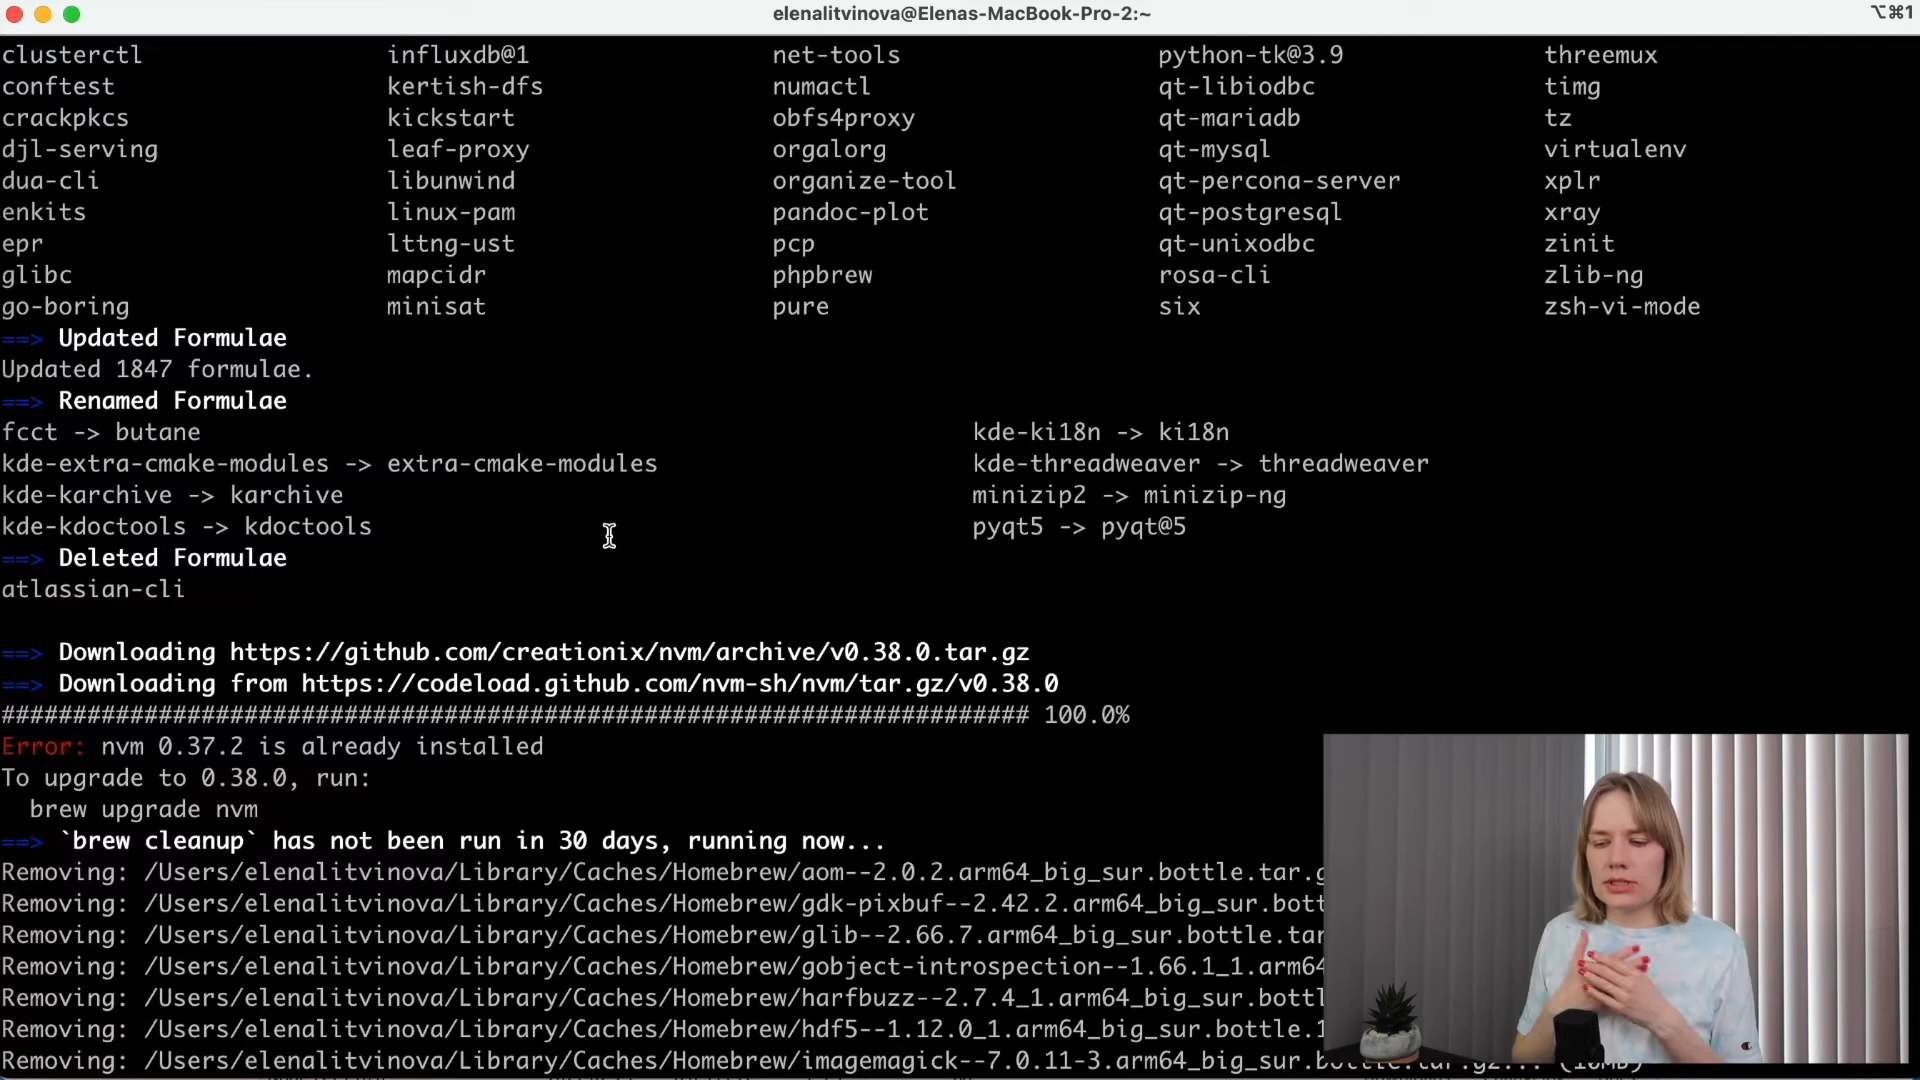 elenalitvinova@Elenas-MacBook-Pro-2:~ ⌥⌘1
clusterctl influxdb@1 net-tools python-tk@3.9 threemux
conftest kertish-dfs numactl qt-libiodbc timg
crackpkcs kickstart obfs4proxy qt-mariadb tz
djl-serving leaf-proxy orgalorg qt-mysql virtualenv
dua-cli libunwind organize-tool qt-percona-server xplr
enkits linux-pam pandoc-plot qt-postgresql xray
epr lttng-ust pcp qt-unixodbc zinit
glibc mapcidr phpbrew rosa-cli zlib-ng
go-boring minisat pure six zsh-vi-mode
==> Updated Formulae
Updated 1847 formulae.
==> Renamed Formulae
fcct -> butane kde-ki18n -> ki18n
kde-extra-cmake-modules -> extra-cmake-modules kde-threadweaver -> threadweaver
kde-karchive -> karchive minizip2 -> minizip-ng
kde-kdoctools -> kdoctools pyqt5 -> pyqt@5
==> Deleted Formulae
atlassian-cli
==> Downloading https://github.com/creationix/nvm/archive/v0.38.0.tar.gz
==> Downloading from https://codeload.github.com/nvm-sh/nvm/tar.gz/v0.38.0
######################################################################## 100.0%
Error: nvm 0.37.2 is already installed
To upgrade to 0.38.0, run:
brew upgrade nvm
==> `brew cleanup` has not been run in 30 days, running now...
Removing: /Users/elenalitvinova/Library/Caches/Homebrew/aom--2.0.2.arm64_big_sur.bottle.tar.g
Removing: /Users/elenalitvinova/Library/Caches/Homebrew/gdk-pixbuf--2.42.2.arm64_big_sur.bott
Removing: /Users/elenalitvinova/Library/Caches/Homebrew/glib--2.66.7.arm64_big_sur.bottle.tar
Removing: /Users/elenalitvinova/Library/Caches/Homebrew/gobject-introspection--1.66.1_1.arm64
Removing: /Users/elenalitvinova/Library/Caches/Homebrew/harfbuzz--2.7.4_1.arm64_big_sur.bottl
Removing: /Users/elenalitvinova/Library/Caches/Homebrew/hdf5--1.12.0_1.arm64_big_sur.bottle.1
Removing: /Users/elenalitvinova/Library/Caches/Homebrew/imagemagick--7.0.11-3.arm64_big_sur.bottle.tar.gz... (10MB)